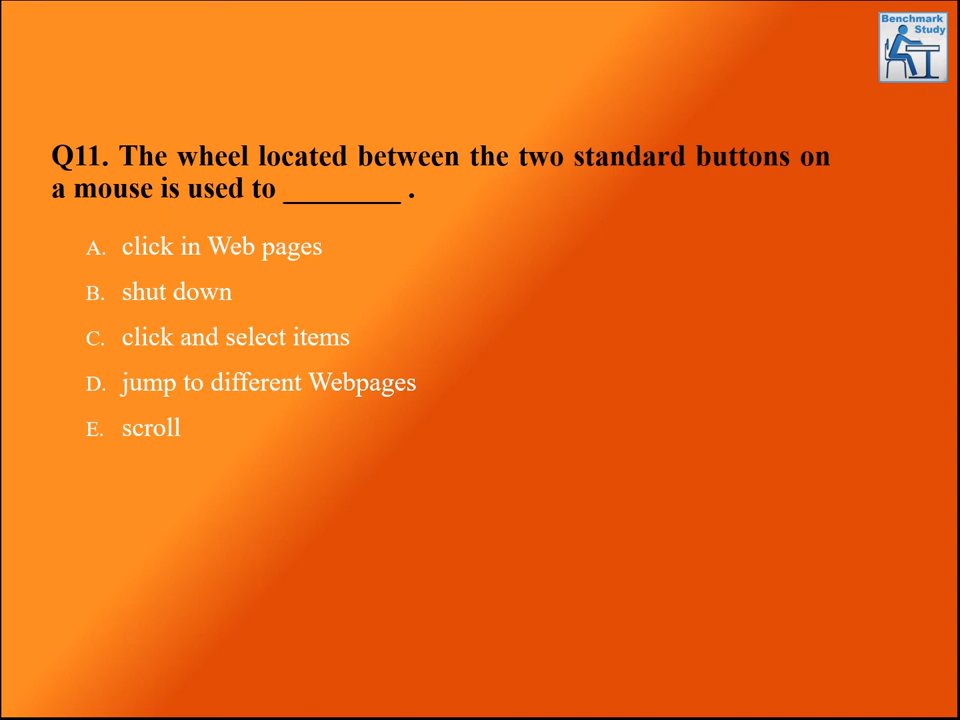 Benchmark
Study
Q11. The wheel located between the two standard buttons on
a mouse is used to ________ .
A. click in Web pages
B. shut down
C. click and select items
D. jump to different Webpages
E. scroll